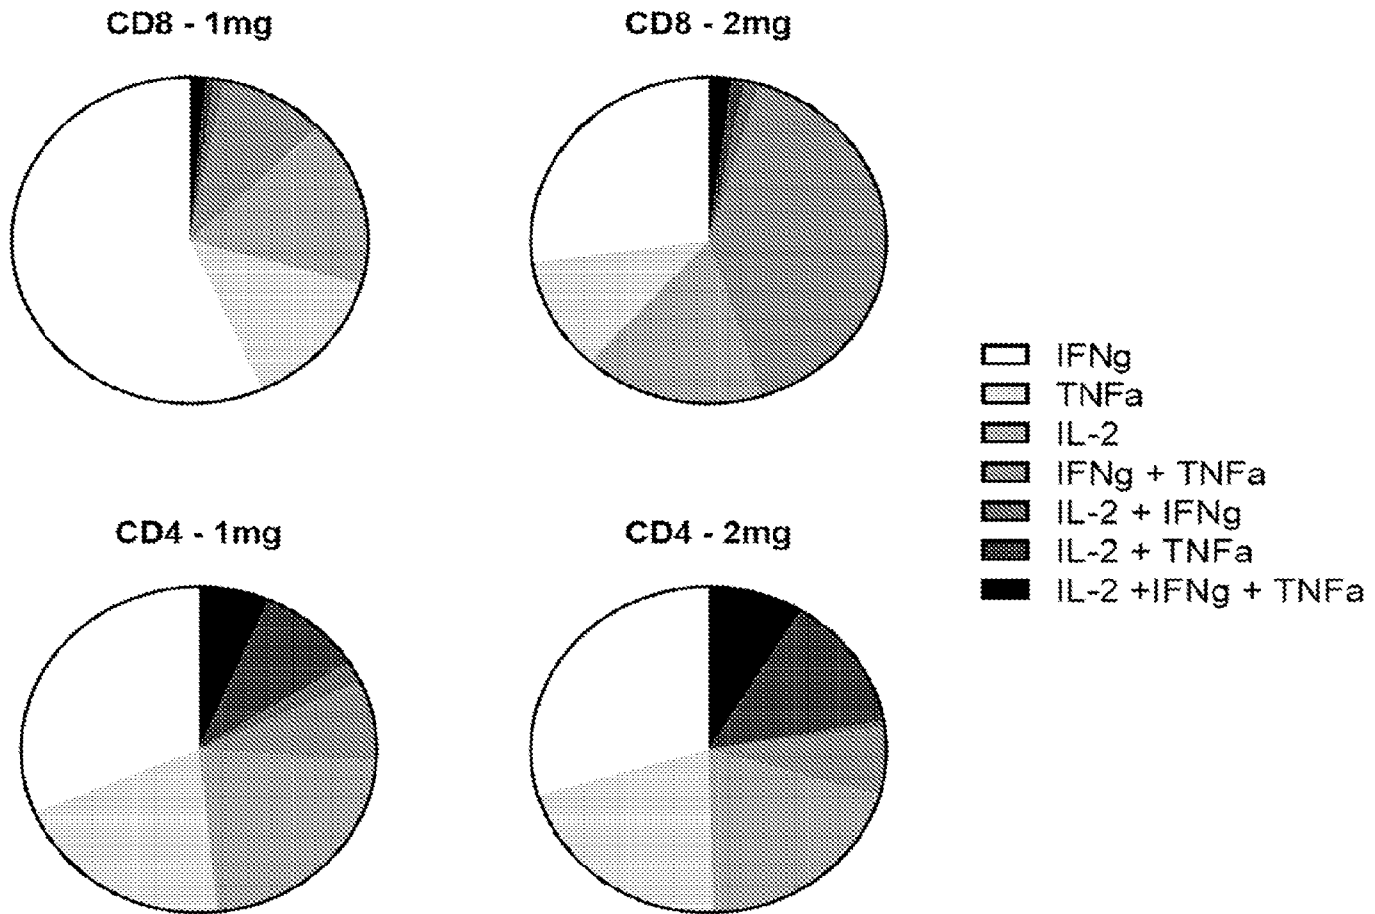 CD8 - 1mg
CD8 - 2mg
IFNg
TNFa
IL-2
IFNg + TNFa
IL-2 + IFNg
IL-2 + TNFa
IL-2 +IFNg + TNFa
CD4 - 1mg
CD4 - 2mg